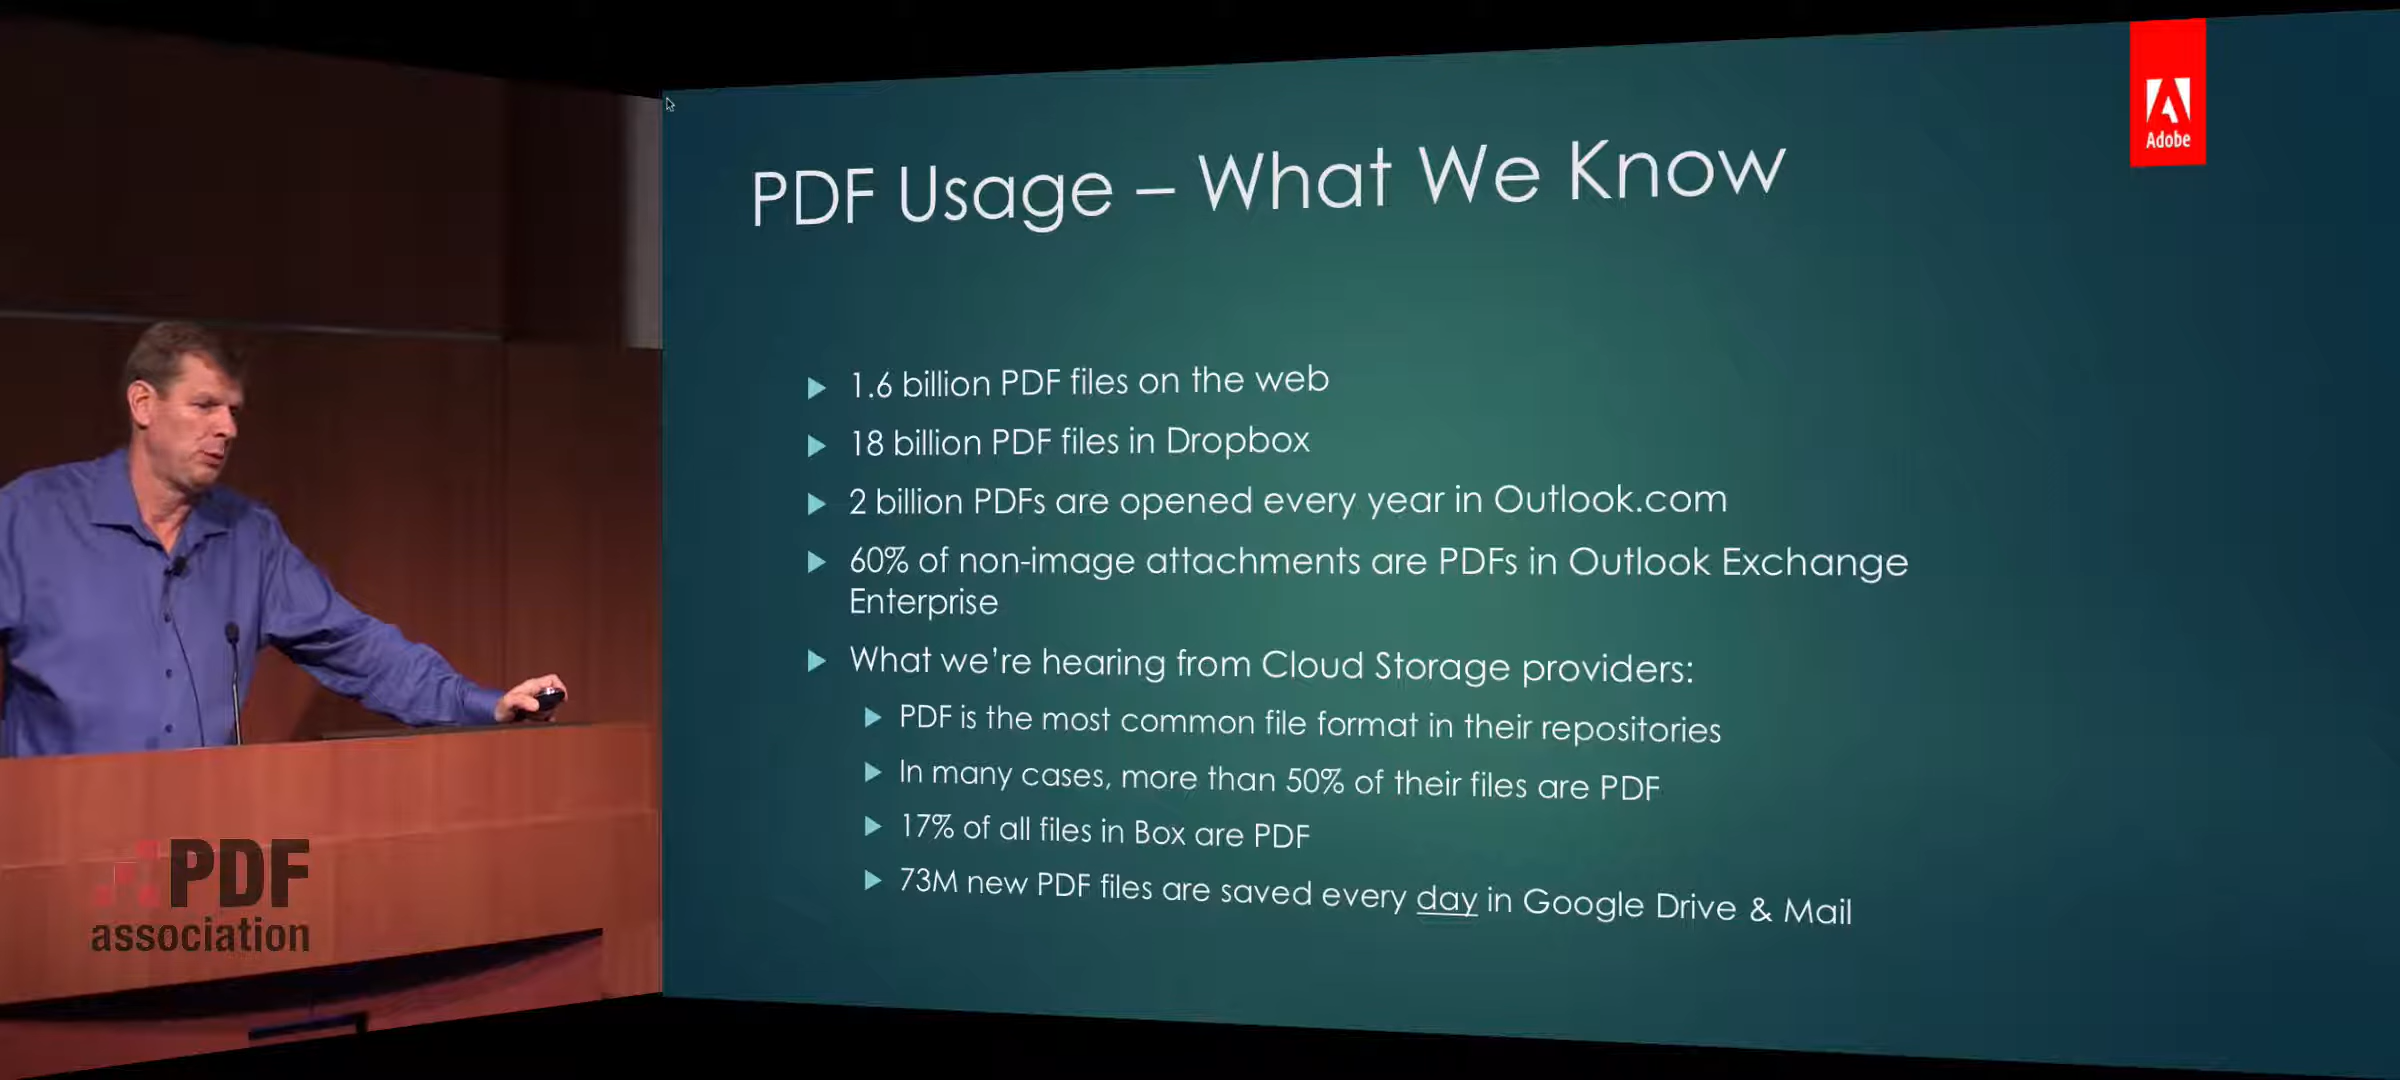 Adobe
PDF Usage – What We Know
1.6 billion PDF files on the web
18 billion PDF files in Dropbox
2 billion PDFs are opened every year in Outlook.com
60% of non-image attachments are PDFs in Outlook Exchange
Enterprise
What we're hearing from Cloud Storage providers:
PDF is the most common file format in their repositories
In many cases, more than 50% of their files are PDF
17% of all files in Box are PDF
73M new PDF files are saved every day in Google Drive & Mail
PDF
association